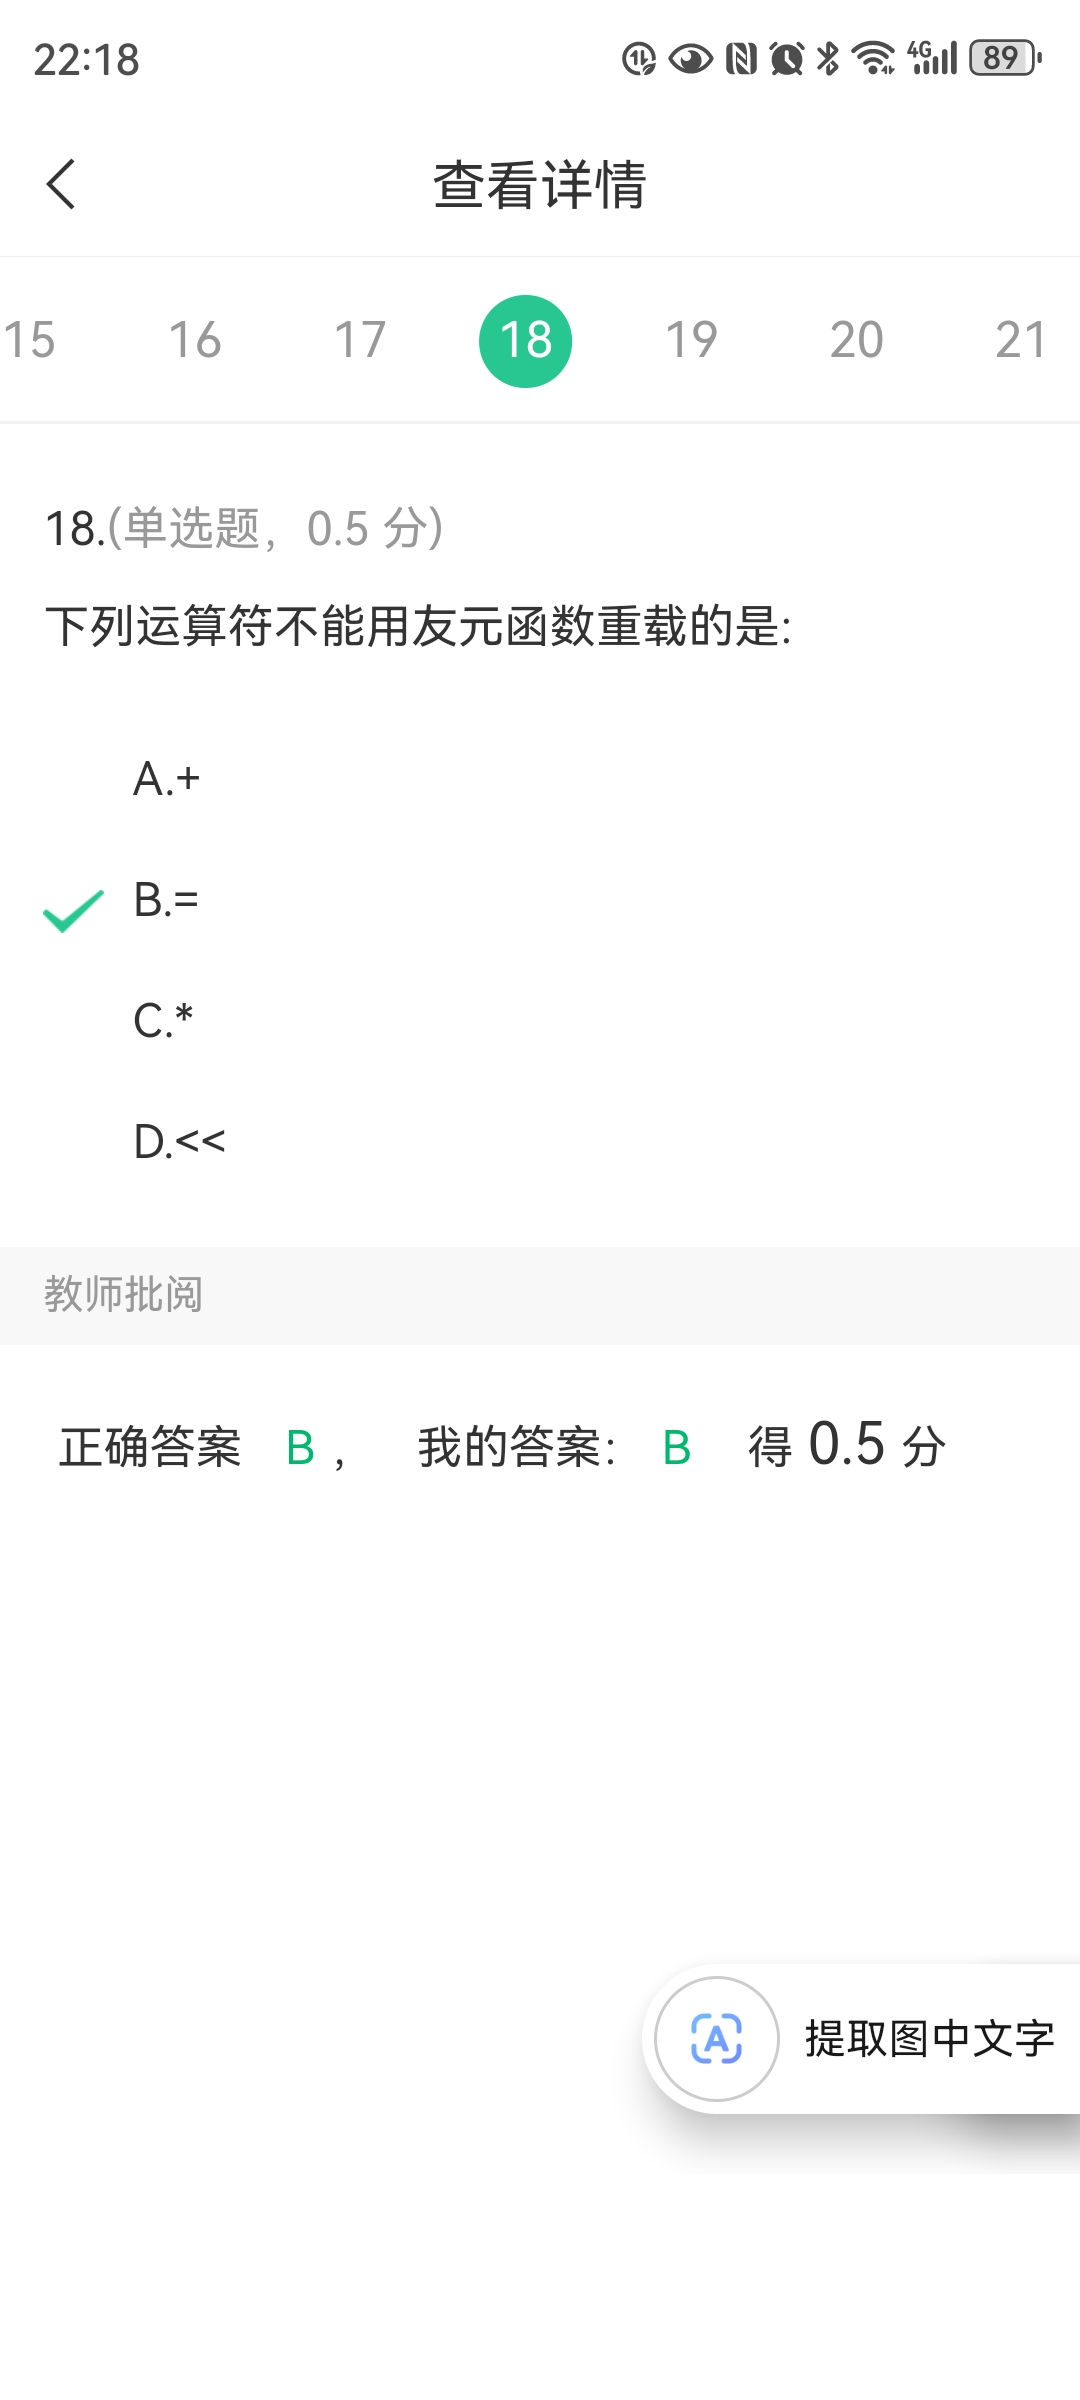 22:18
4G
89
查看详情
15 16 17 18 19 20 21
18.(单选题，0.5 分)
下列运算符不能用友元函数重载的是:
A.+
B.=
C.*
D.<<
教师批阅
正确答案 B ， 我的答案： B 得 0.5 分
提取图中文字